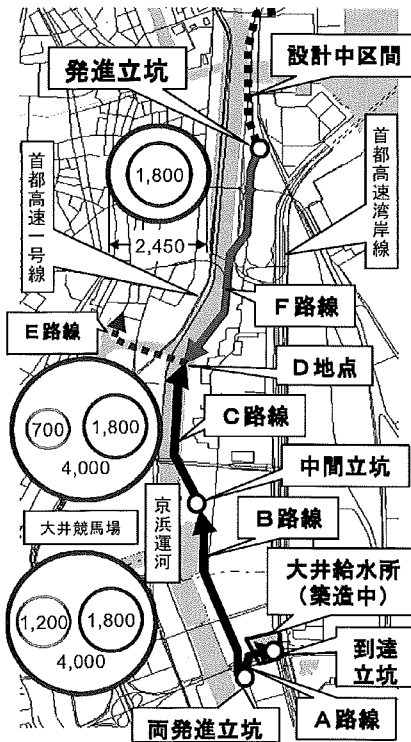 設計中区間
発進立坑
首都高速一号線
首都高速湾岸線
1,800
2,450
F路線
E路線
D地点
C路線
700
1,800
4,000
中間立坑
京浜運河
B路線
大井競馬場
大井給水所
(築造中)
1,200
1,800
4,000
到達
立坑
両発進立坑
A路線